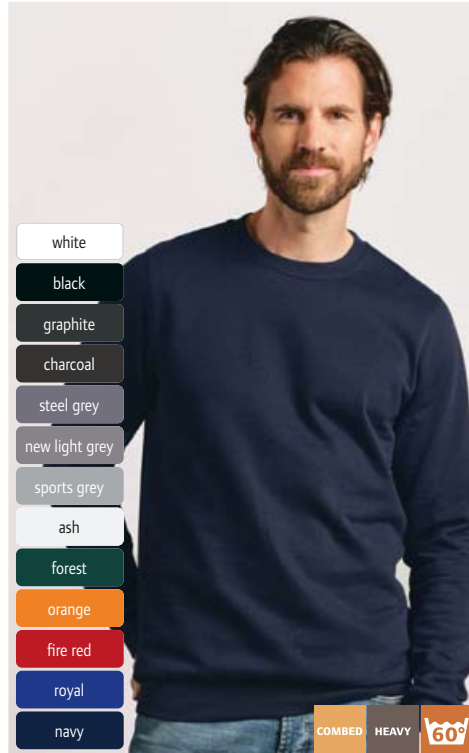 white
black
graphite
charcoal
steel grey
new light grey
sports grey
ash
forest
orange
fire red
royal
navy
COMBED HEAVY 60°